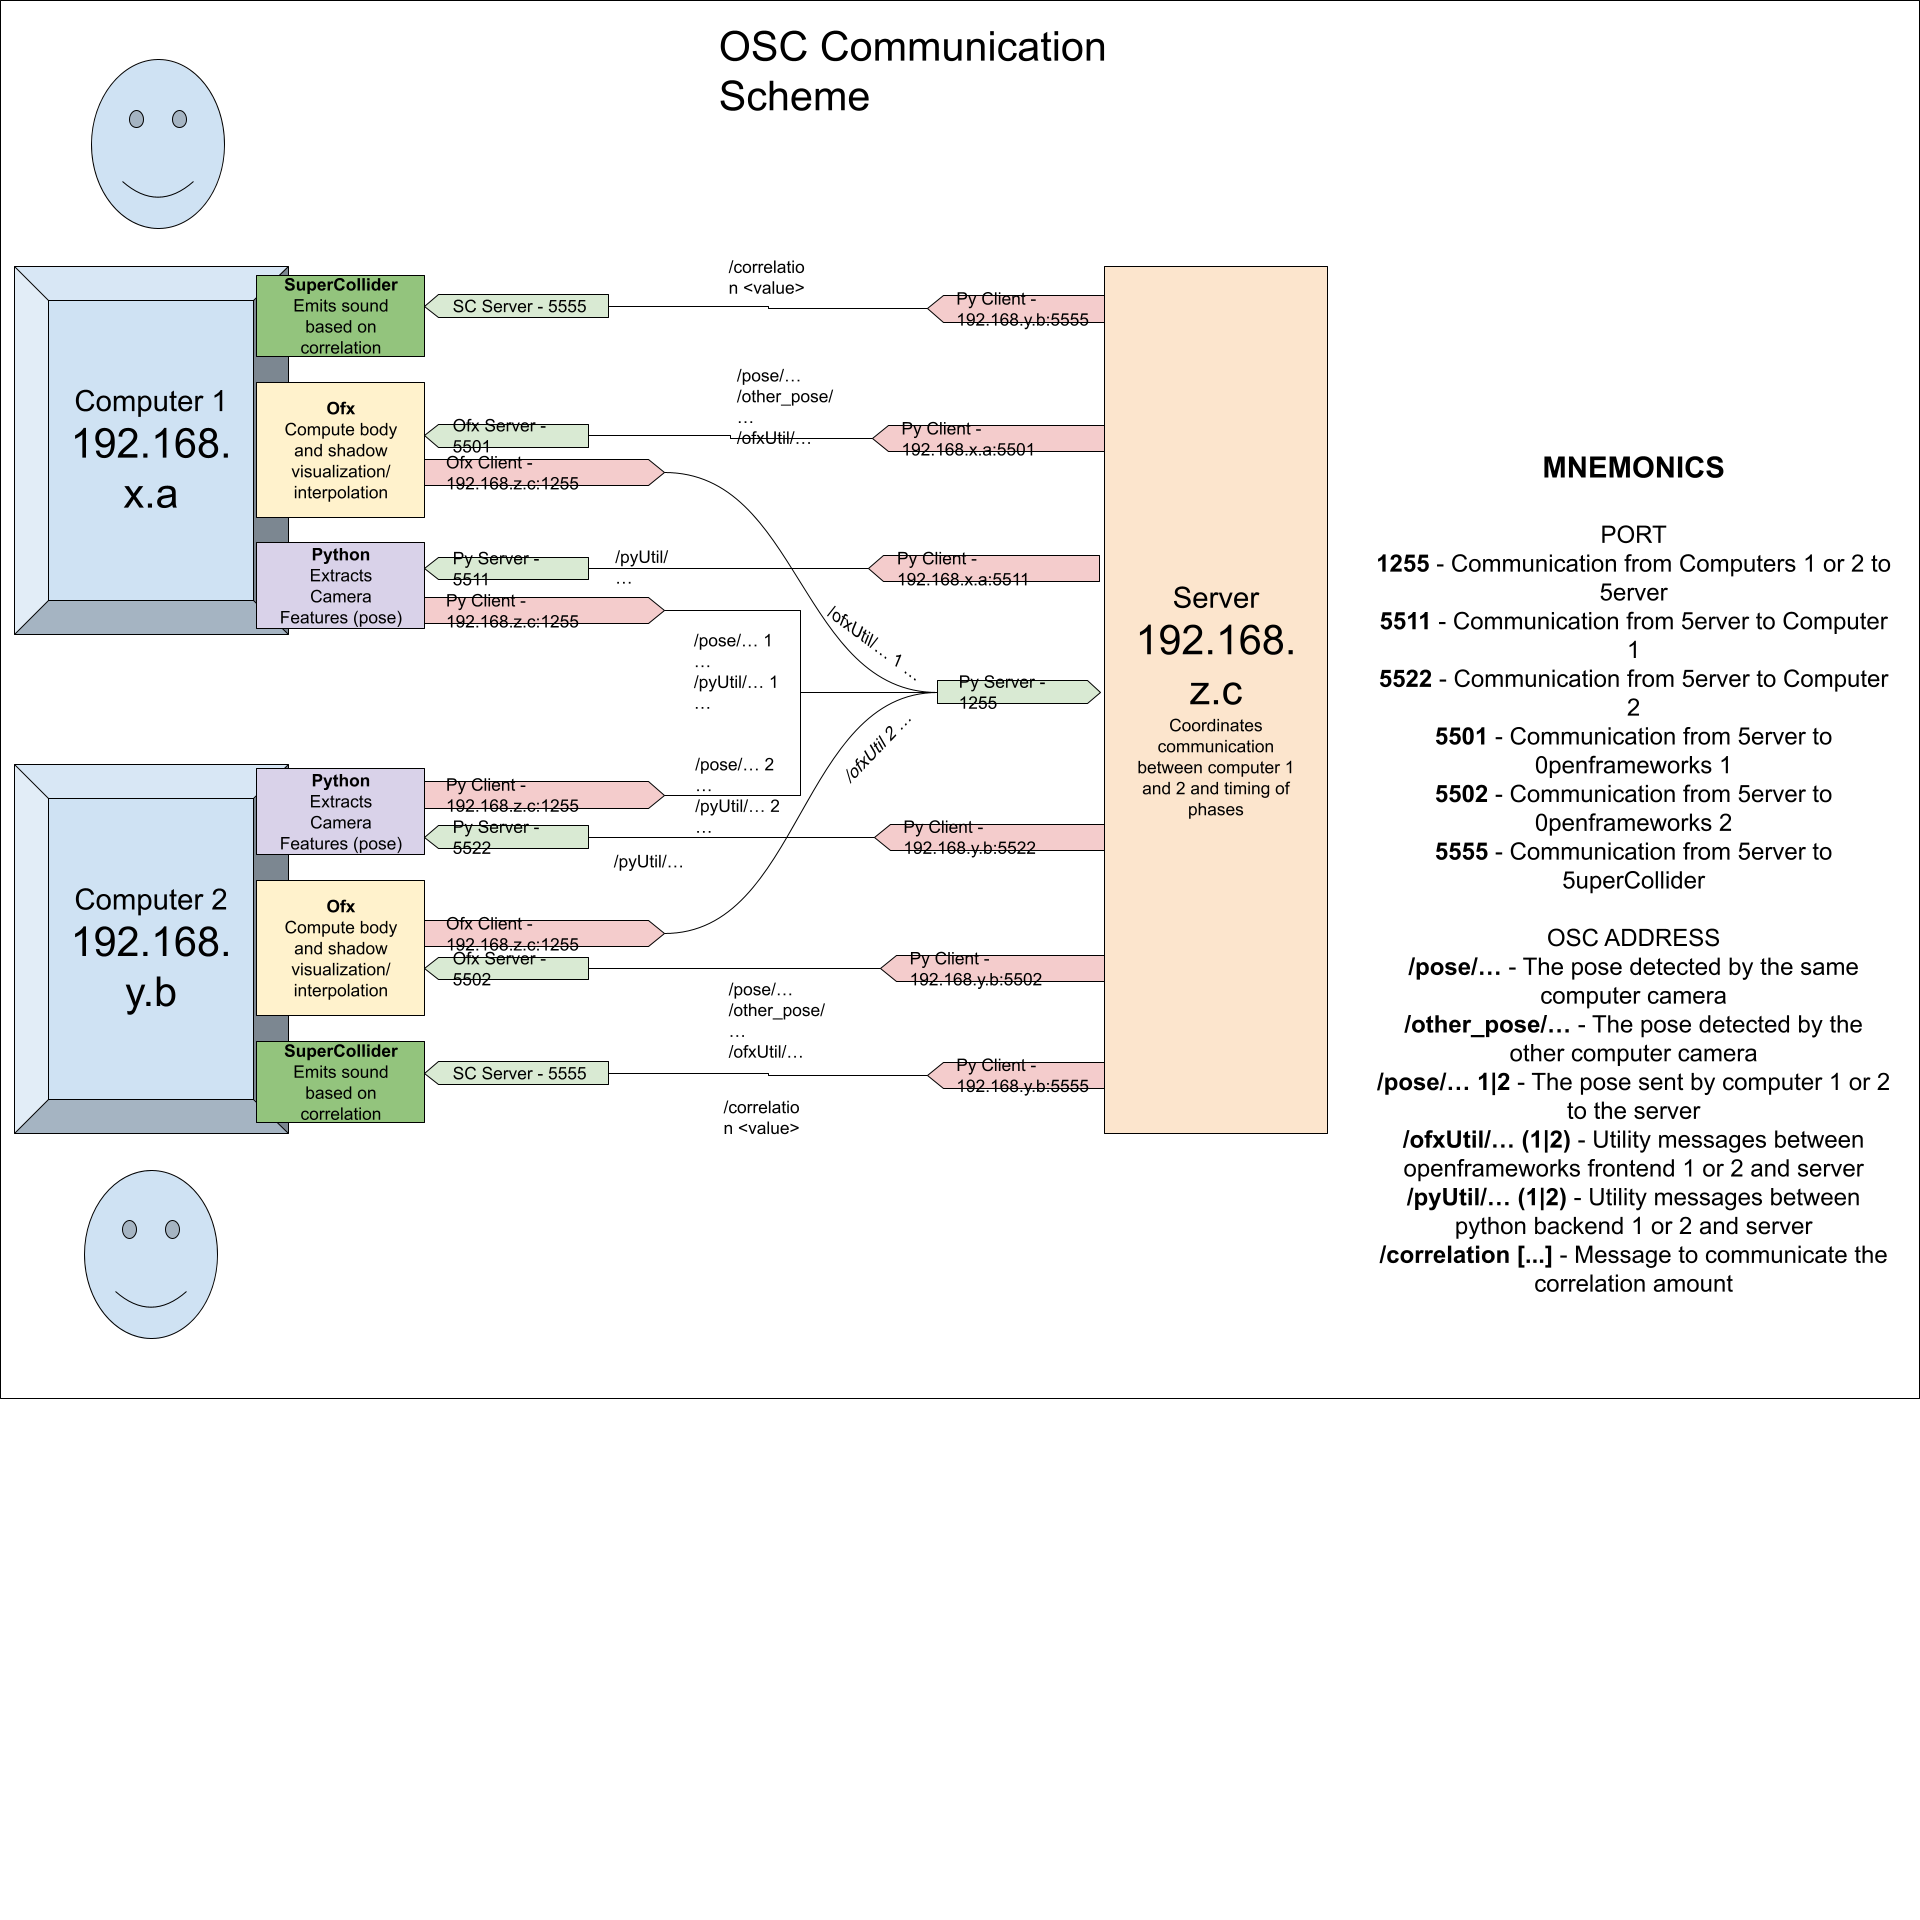 OSC Communication
Scheme
SuperCollider
Emits sound
based on
correlation
SC Server - 5555
/correlatio
n <value>
Py Client -
192.168.y.b:5555
Computer 1
192.168.
x.a
Ofx
Compute body
and shadow
visualization/
interpolation
Ofx Server -
5501
/pose/…
/other_pose/
…
/ofxUtil/…
Py Client -
192.168.x.a:5501
Ofx Client -
192.168.z.c:1255
Python
Extracts
Camera
Features (pose)
Py Server -
5511
/pyUtil/
…
Py Client -
192.168.x.a:5511
Py Client -
192.168.z.c:1255
/ofxUtil/… 1 …
/pose/… 1
…
/pyUtil/… 1
…
Py Server -
1255
/ofxUtil 2 …
Server
192.168.
z.c
Coordinates
communication
between computer 1
and 2 and timing of
phases
Python
Extracts
Camera
Features (pose)
Py Client -
192.168.z.c:1255
/pose/… 2
…
/pyUtil/… 2
…
Py Server -
5522
/pyUtil/…
Py Client -
192.168.y.b:5522
Computer 2
192.168.
y.b
Ofx
Compute body
and shadow
visualization/
interpolation
Ofx Client -
192.168.z.c:1255
Ofx Server -
5502
Py Client -
192.168.y.b:5502
/pose/…
/other_pose/
…
/ofxUtil/…
SuperCollider
Emits sound
based on
correlation
SC Server - 5555
Py Client -
192.168.y.b:5555
/correlatio
n <value>
MNEMONICS
PORT
1255 - Communication from Computers 1 or 2 to
5erver
5511 - Communication from 5erver to Computer
1
5522 - Communication from 5erver to Computer
2
5501 - Communication from 5erver to
0penframeworks 1
5502 - Communication from 5erver to
0penframeworks 2
5555 - Communication from 5erver to
5uperCollider
OSC ADDRESS
/pose/… - The pose detected by the same
computer camera
/other_pose/… - The pose detected by the
other computer camera
/pose/… 1|2 - The pose sent by computer 1 or 2
to the server
/ofxUtil/… (1|2) - Utility messages between
openframeworks frontend 1 or 2 and server
/pyUtil/… (1|2) - Utility messages between
python backend 1 or 2 and server
/correlation [...] - Message to communicate the
correlation amount